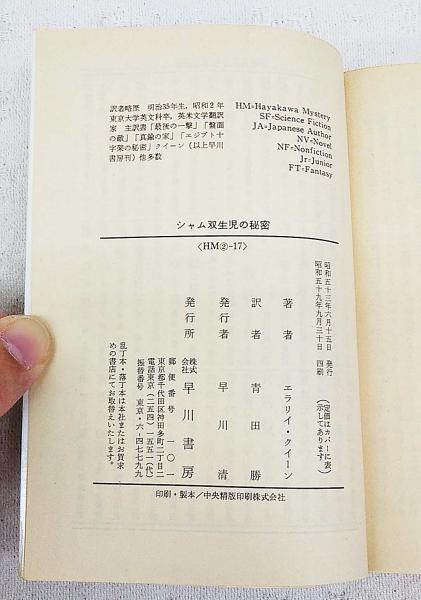 訳者略歴　明治35年生，昭和２年
東京大学英文科卒，英米文学翻訳
家　主訳書「最後の一撃」「盤面
の敵」「真鍮の家」「エジプト十
字架の秘密」クイーン（以上早川
書房刊）他多数
HM=Hayakawa Mystery
SF=Science Fiction
JA=Japanese Author
NV=Novel
NF=Nonfiction
Jr=Junior
FT=Fantasy
シャム双生児の秘密
〈HM②-17〉
昭和五十三年六月十五日　発行
昭和五十九年九月三十日　四刷
（定価はカバーに表
示してあります）
著者　エラリイ・クイーン
訳者　青田勝
発行者　早川清
発行所　株式会社　早川書房
郵便番号　一〇一
東京都千代田区神田多町二丁目二
電話東京（二五四）一五五一（代）
振替番号　東京・六・四七七九九
乱丁本・落丁本は本社またはお買求
めの書店にてお取替えいたします。
印刷・製本／中央精版印刷株式会社